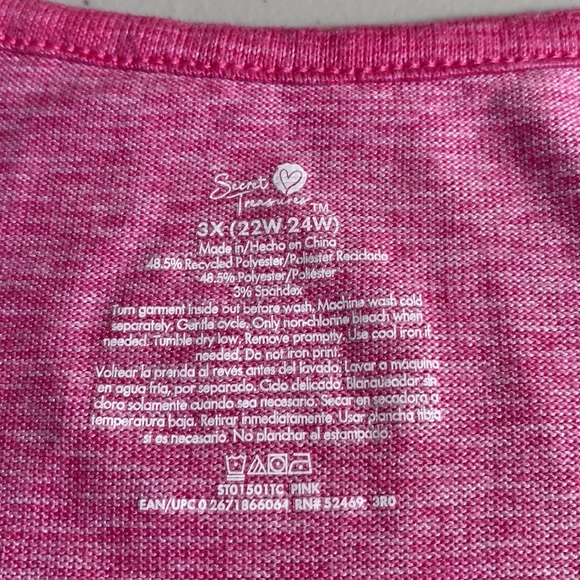 Secret
Treasures™
3X (22W-24W)
Made in/Hecho en China
48.5% Recycled Polyester/Poliéster Reciclado
48.5% Polyester/Poliéster
3% Spandex
Turn garment Inside out before wash, Machine wash cold
separately. Gentle cycle. Only non-chlorine bleach when
needed. Tumble dry low. Remove promptly. Use cool iron if
needed. Do not iron print.
Voltear la prenda al revés antes del lavado. Lavar a máquina
en agua fría, por separado. Ciclo delicado. Blanqueador sin
cloro solamente cuando sea necesario. Secar en secadora a
temperatura baja. Retirar inmediatamente. Usar plancha tibia
si es necesario. No planchar el estampado.
ST01501TC PINK
EAN/UPC 0 2671866064 RN# 52469 3R0